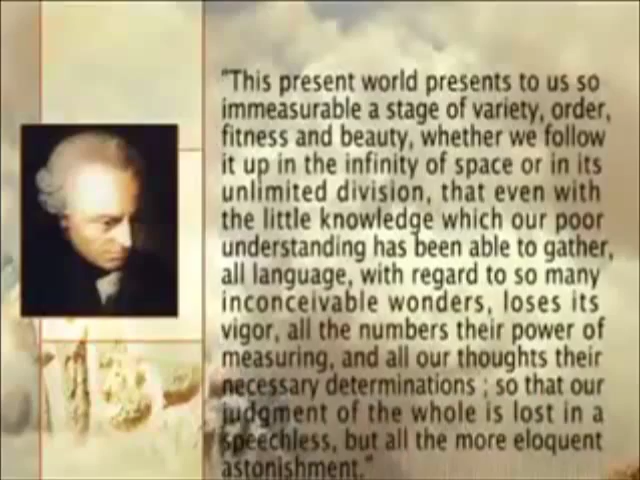 "This present world presents to us so
immeasurable a stage of variety, order,
fitness and beauty, whether we follow
it up in the infinity of space or in its
unlimited division, that even with
the little knowledge which our poor
understanding has been able to gather,
all language, with regard to so many
inconceivable wonders, loses its
vigor, all the numbers their power of
measuring, and all our thoughts their
necessary determinations ; so that our
judgment of the whole is lost in a
speechless, but all the more eloquent
astonishment."